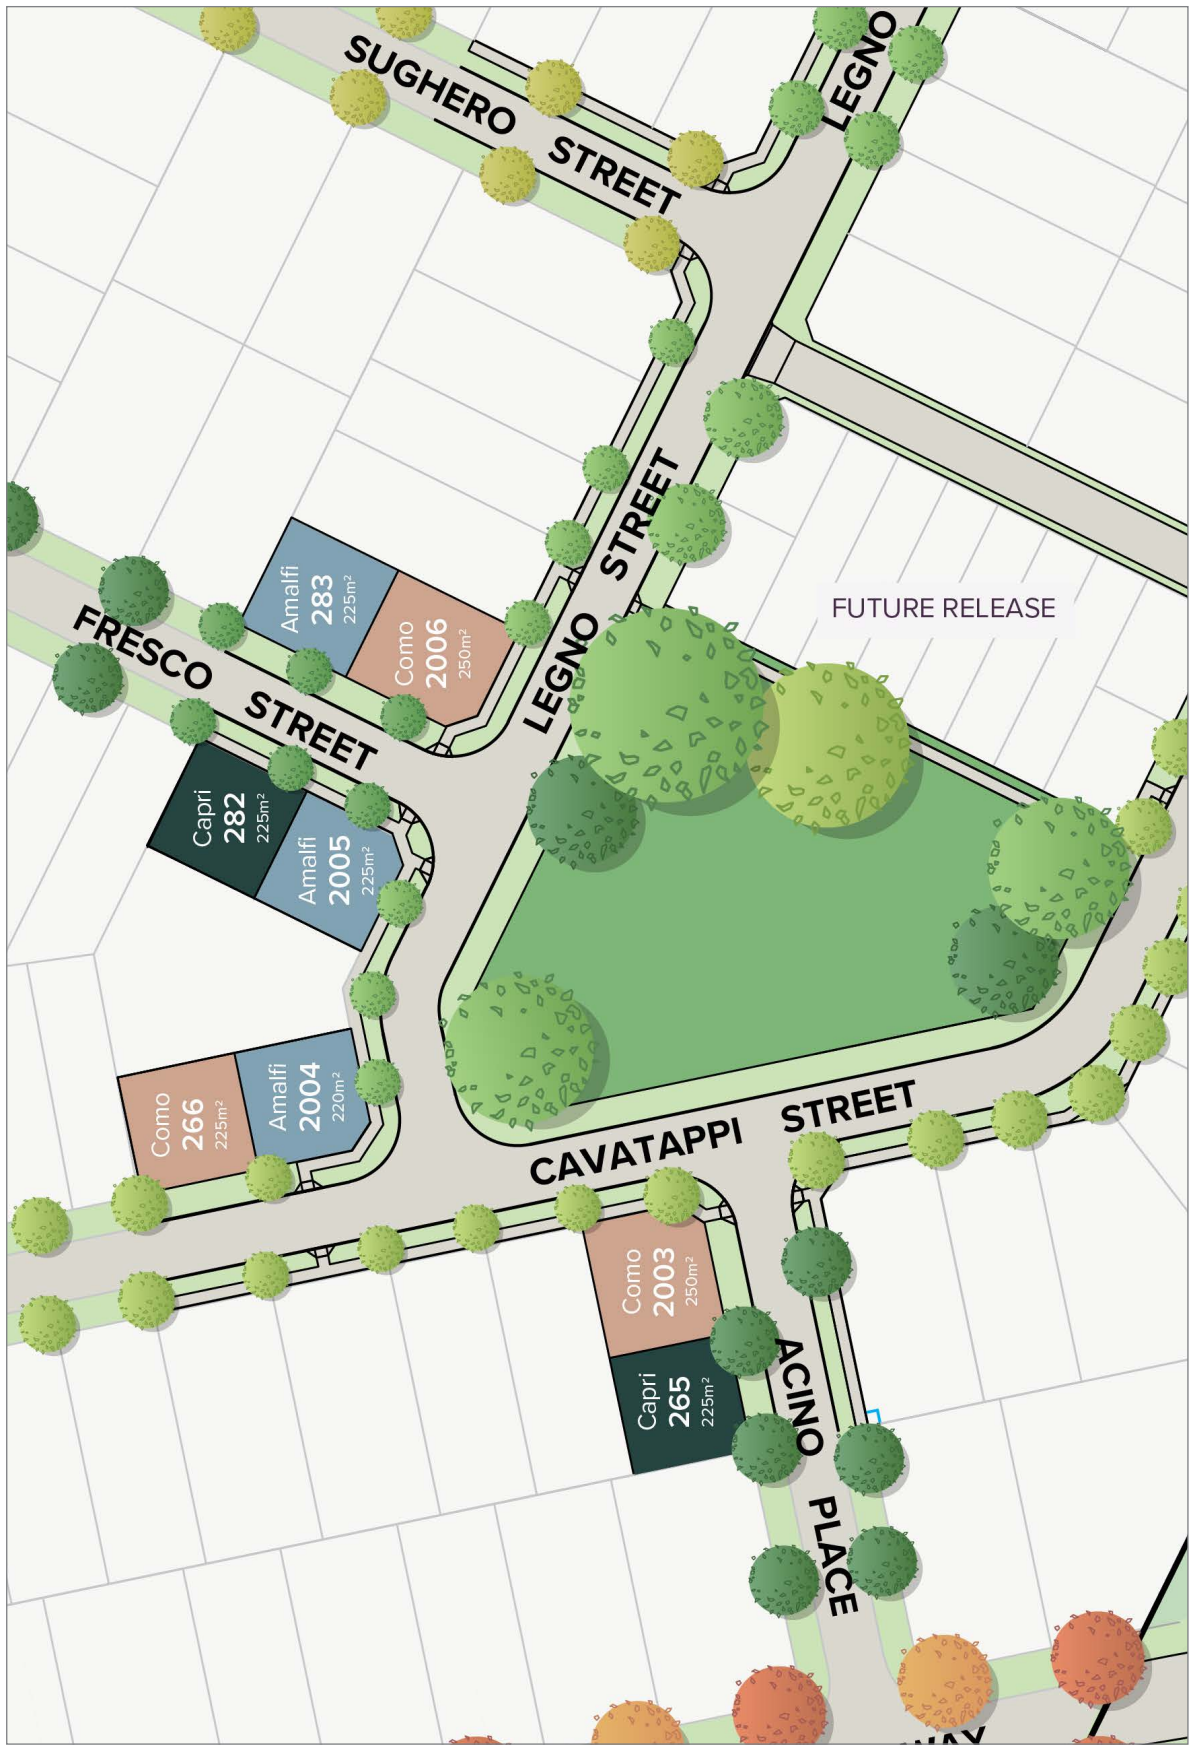 SUGHERO STREET
LEGNO
LEGNO STREET
FUTURE RELEASE
Amalfi
283
225m²
Como
2006
250m²
FRESCO STREET
Capri
282
225m²
Amalfi
2005
225m²
Como
266
225m²
Amalfi
2004
220m²
CAVATAPPI STREET
Como
2003
250m²
Capri
265
225m²
ACINO PLACE
WAY